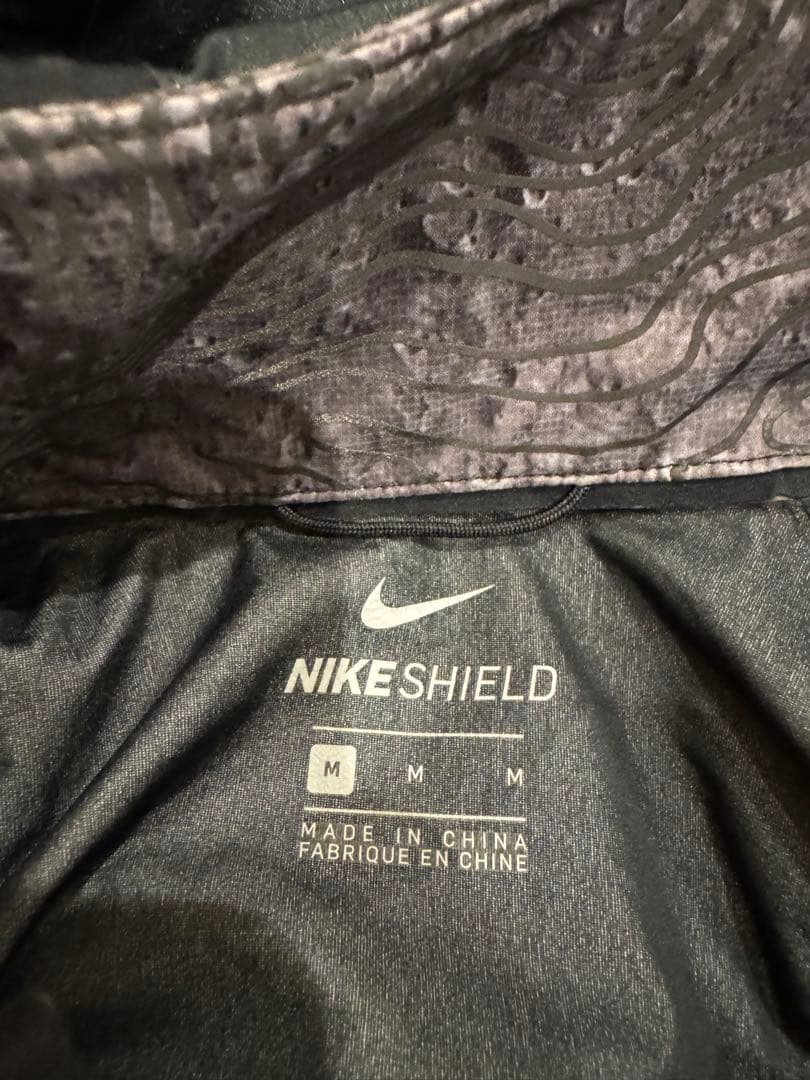 NIKESHIELD
M M M
MADE IN CHINA
FABRIQUE EN CHINE